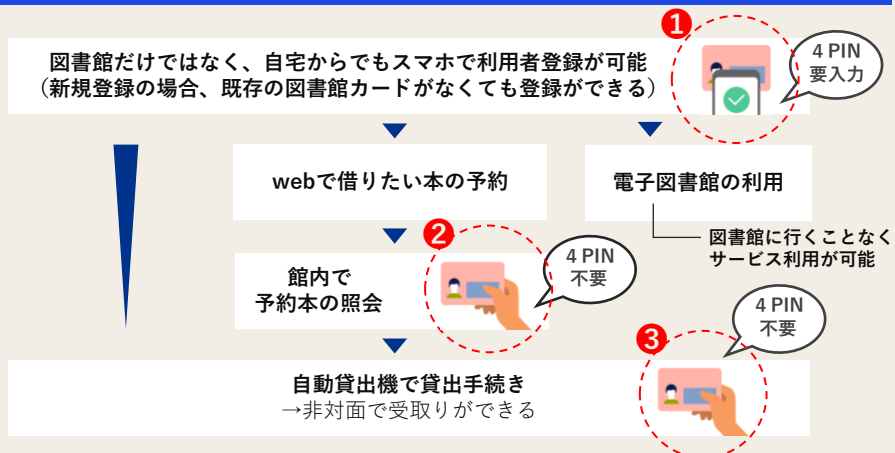 ❶
図書館だけではなく、自宅からでもスマホで利用者登録が可能
（新規登録の場合、既存の図書館カードがなくても登録ができる）
4 PIN
要入力
webで借りたい本の予約
電子図書館の利用
図書館に行くことなく
サービス利用が可能
❷
館内で
予約本の照会
4 PIN
不要
❸
4 PIN
不要
自動貸出機で貸出手続き
→非対面で受取りができる